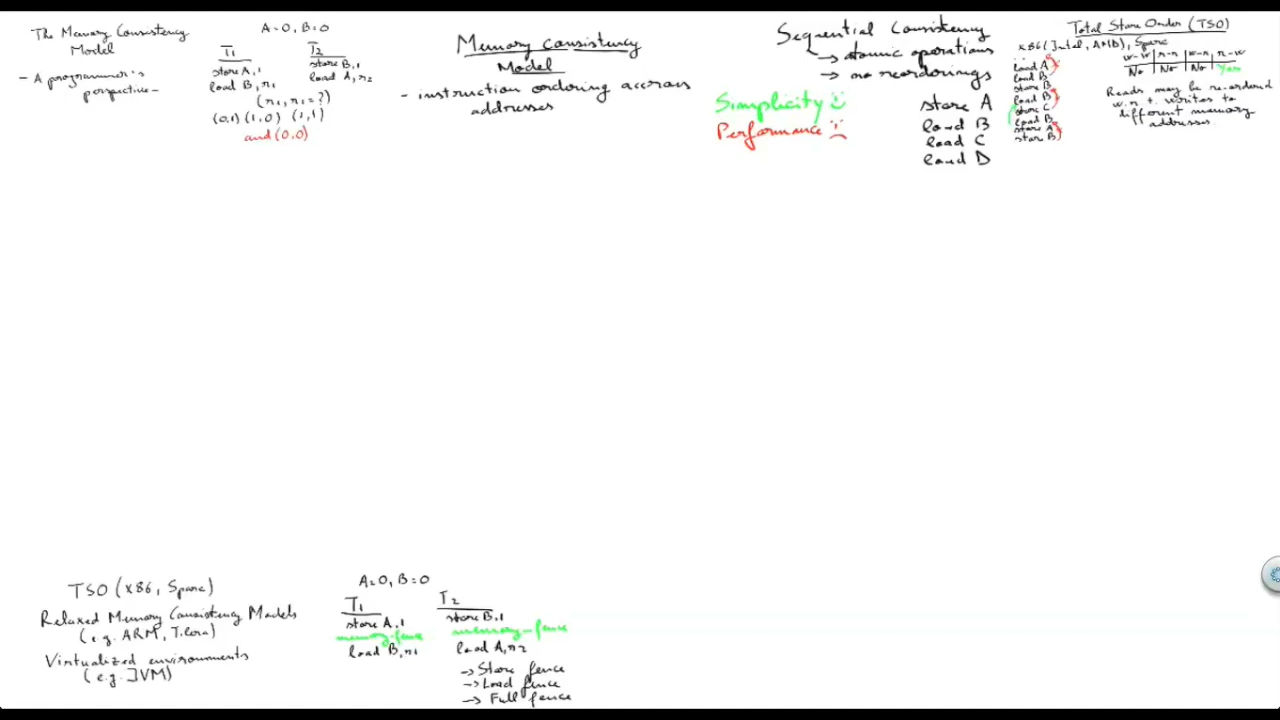 The Memory Consistency
Model
- A programmer's
perspective -
A=0, B=0
T1 T2
store A,1 store B,1
load B, r1 load A, r2
(r1, r2 = ?)
(0,1) (1,0) (1,1)
and (0,0)
Memory Consistency
Model
- instruction ordering across
addresses
Sequential Consistency
→ atomic operations
→ no reorderings
Simplicity :)
Performance :(
store A
load B
load C
load D
Total Store Order (TSO)
x86 (Intel, AMD), Sparc
w-w | r-r | w-r | r-w
No | No | No | Yes
load A
load B
store B
load B
store C
load B
store A
store B
Reads may be re-ordered
w.r.t. writes to
different memory
addresses.
TSO (x86, Sparc)
Relaxed Memory Consistency Models
(e.g. ARM, Tilera)
Virtualized environments
(e.g. JVM)
A=0, B=0
T1 T2
store A,1 store B,1
memory-fence memory-fence
load B, r1 load A, r2
→ Store fence
→ Load fence
→ Full fence